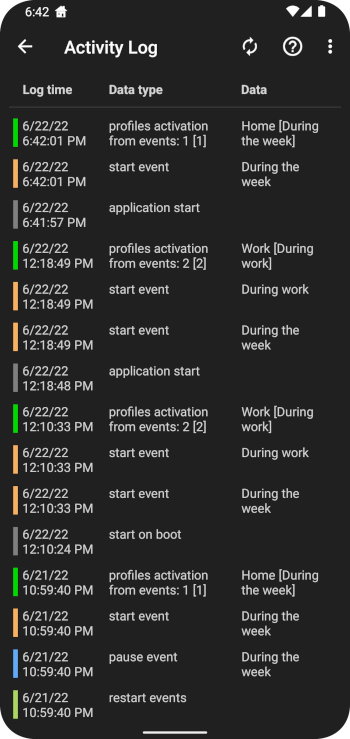 6:42
Activity Log
Log time Data type Data
6/22/22 profiles activation Home [During
6:42:01 PM from events: 1 [1] the week]
6/22/22 start event During the
6:42:01 PM week
6/22/22 application start
6:41:57 PM
6/22/22 profiles activation Work [During
12:18:49 PM from events: 2 [2] work]
6/22/22 start event During work
12:18:49 PM
6/22/22 start event During the
12:18:49 PM week
6/22/22 application start
12:18:48 PM
6/22/22 profiles activation Work [During
12:10:33 PM from events: 2 [2] work]
6/22/22 start event During work
12:10:33 PM
6/22/22 start event During the
12:10:33 PM week
6/22/22 start on boot
12:10:24 PM
6/21/22 profiles activation Home [During
10:59:40 PM from events: 1 [1] the week]
6/21/22 start event During the
10:59:40 PM week
6/21/22 pause event During the
10:59:40 PM week
6/21/22 restart events
10:59:40 PM